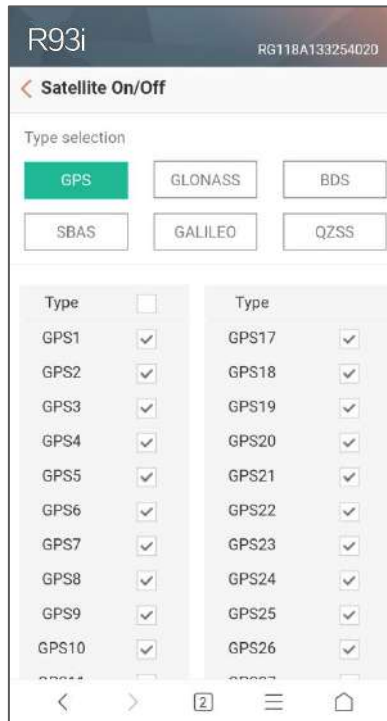 R93i
RG118A133254020
Satellite On/Off
Type selection
GPS GLONASS BDS
SBAS GALILEO QZSS
Type Type
GPS1 GPS17
GPS2 GPS18
GPS3 GPS19
GPS4 GPS20
GPS5 GPS21
GPS6 GPS22
GPS7 GPS23
GPS8 GPS24
GPS9 GPS25
GPS10 GPS26
2